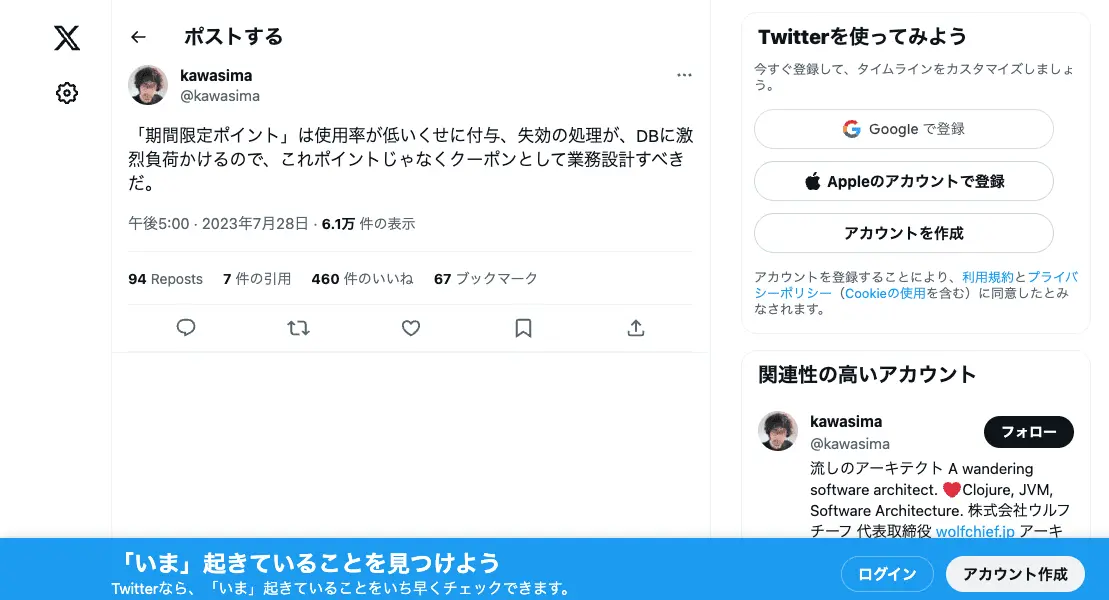 ポストする
kawasima
@kawasima
「期間限定ポイント」は使用率が低いくせに付与、失効の処理が、DBに激
烈負荷かけるので、これポイントじゃなくクーポンとして業務設計すべき
だ。
午後5:00 · 2023年7月28日 · 6.1万 件の表示
94 Reposts 7 件の引用 460 件のいいね 67 ブックマーク
Twitterを使ってみよう
今すぐ登録して、タイムラインをカスタマイズしましょ
う。
Google で登録
Appleのアカウントで登録
アカウントを作成
アカウントを登録することにより、利用規約とプライバ
シーポリシー（Cookieの使用を含む）に同意したとみ
なされます。
関連性の高いアカウント
kawasima
@kawasima
フォロー
流しのアーキテクト A wandering
software architect. ❤️Clojure, JVM,
Software Architecture. 株式会社ウルフ
チーフ 代表取締役 wolfchief.jp アーキ
「いま」起きていることを見つけよう
Twitterなら、「いま」起きていることをいち早くチェックできます。
ログイン
アカウント作成